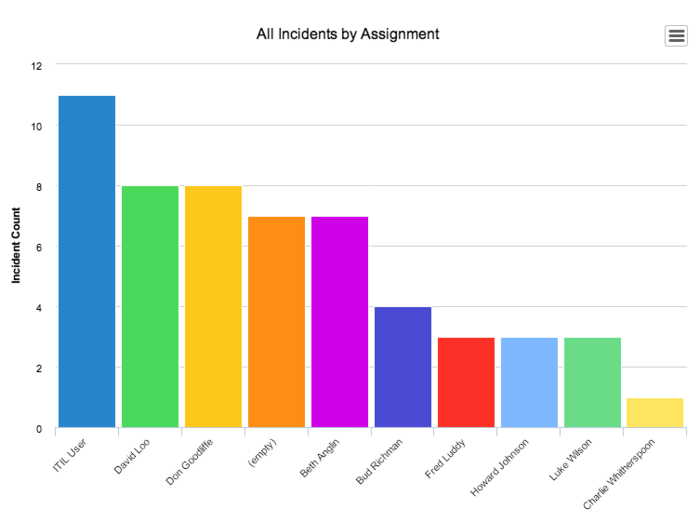 All Incidents by Assignment
Incident Count
12
10
8
6
4
2
0
ITIL User
David Loo
Don Goodliffe
(empty)
Beth Anglin
Bud Richman
Fred Luddy
Howard Johnson
Luke Wilson
Charlie Whitherspoon